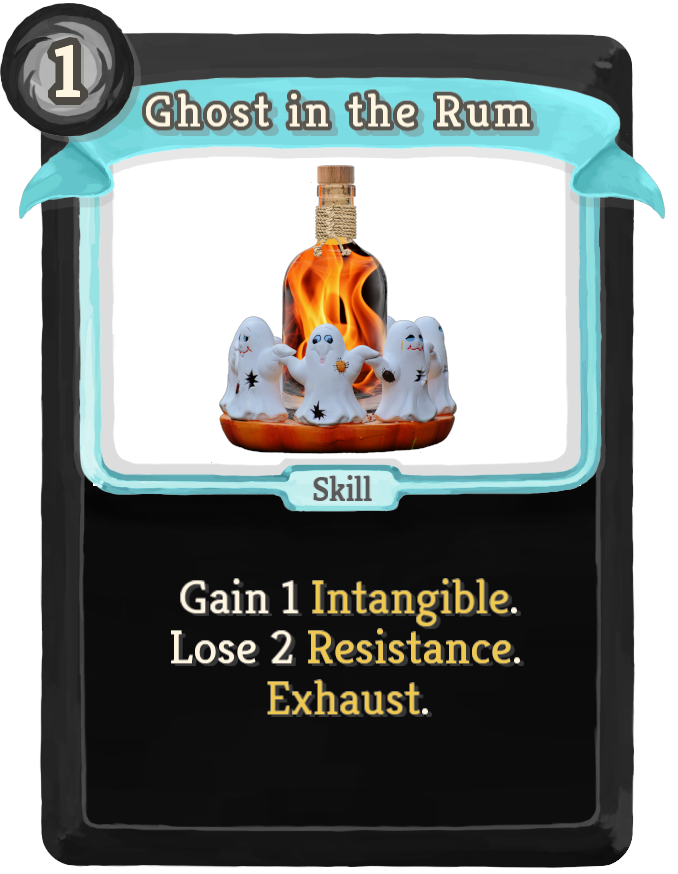 1
Ghost in the Rum
Skill
Gain 1 Intangible.
Lose 2 Resistance.
Exhaust.